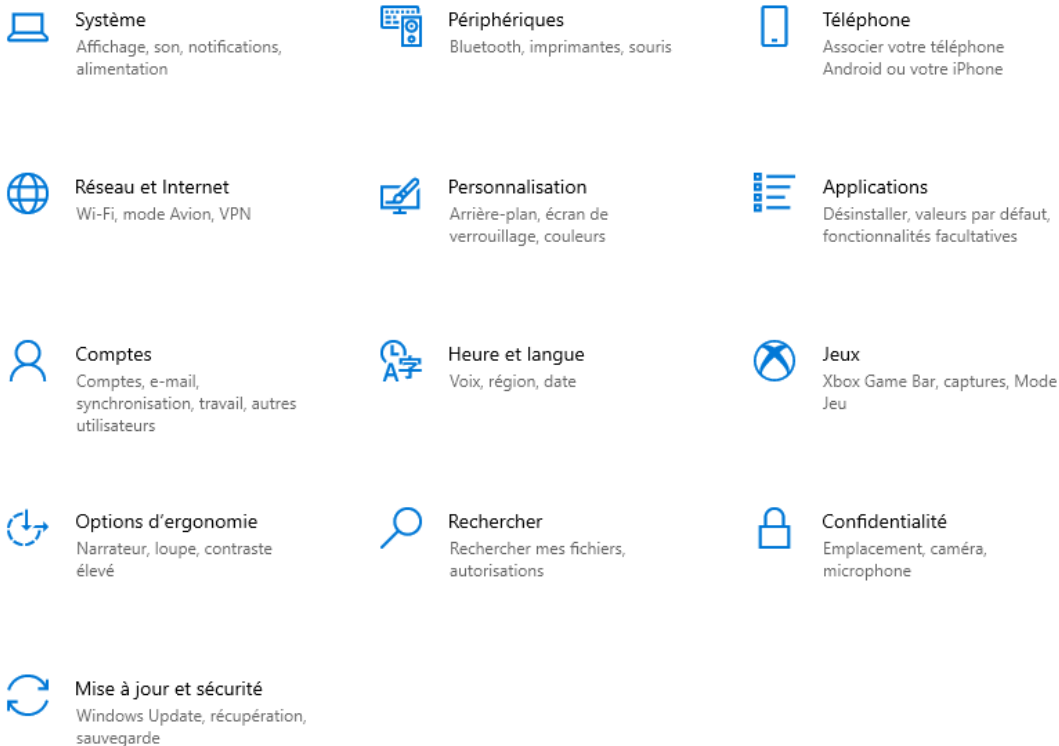 Système
Affichage, son, notifications,
alimentation
Périphériques
Bluetooth, imprimantes, souris
Téléphone
Associer votre téléphone
Android ou votre iPhone
Réseau et Internet
Wi-Fi, mode Avion, VPN
Personnalisation
Arrière-plan, écran de
verrouillage, couleurs
Applications
Désinstaller, valeurs par défaut,
fonctionnalités facultatives
Comptes
Comptes, e-mail,
synchronisation, travail, autres
utilisateurs
Heure et langue
Voix, région, date
Jeux
Xbox Game Bar, captures, Mode
Jeu
Options d'ergonomie
Narrateur, loupe, contraste
élevé
Rechercher
Rechercher mes fichiers,
autorisations
Confidentialité
Emplacement, caméra,
microphone
Mise à jour et sécurité
Windows Update, récupération,
sauvegarde